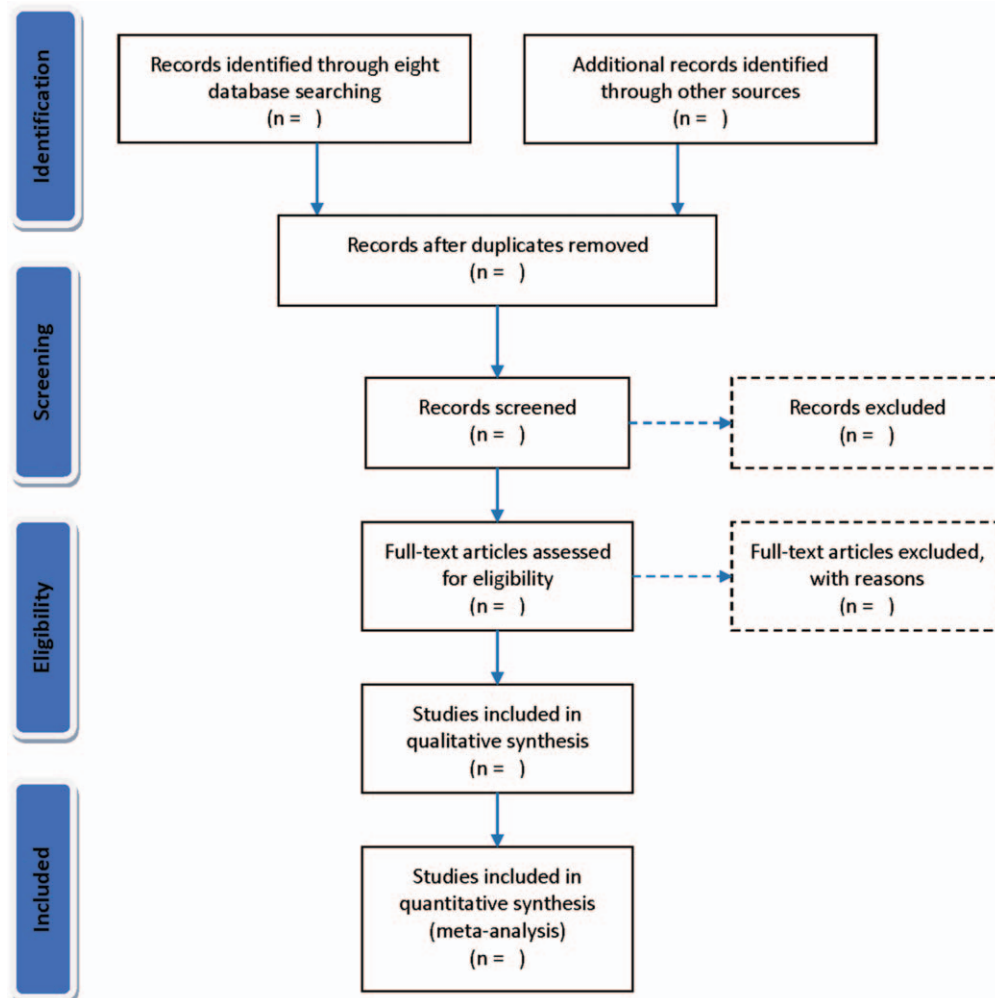 Identification
Records identified through eight
database searching
(n =  )
Additional records identified
through other sources
(n =  )
Records after duplicates removed
(n =  )
Screening
Records screened
(n =  )
Records excluded
(n =  )
Eligibility
Full-text articles assessed
for eligibility
(n =  )
Full-text articles excluded,
with reasons
(n =  )
Studies included in
qualitative synthesis
(n =  )
Included
Studies included in
quantitative synthesis
(meta-analysis)
(n =  )